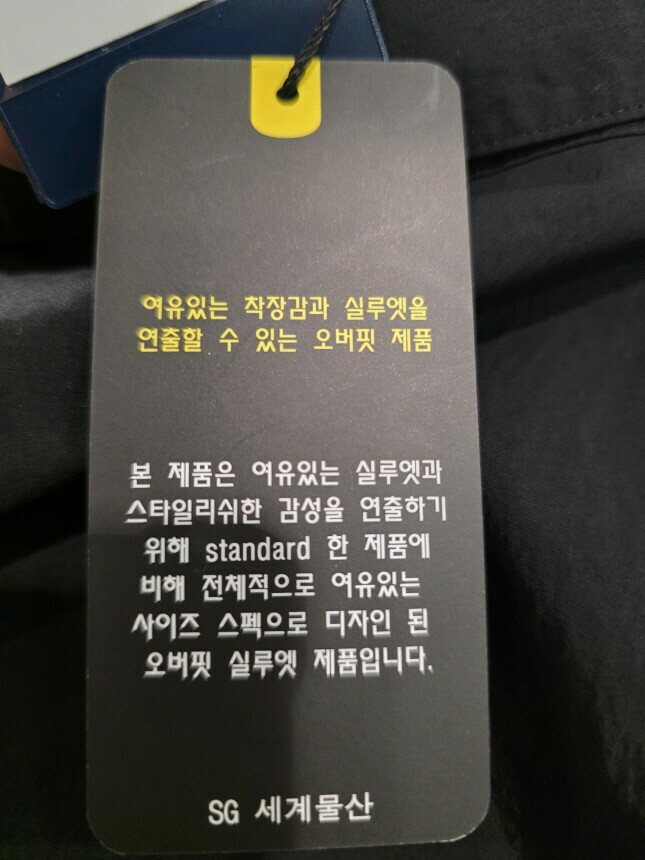 여유있는 착장감과 실루엣을
연출할 수 있는 오버핏 제품
본 제품은 여유있는 실루엣과
스타일리쉬한 감성을 연출하기
위해 standard 한 제품에
비해 전체적으로 여유있는
사이즈 스펙으로 디자인 된
오버핏 실루엣 제품입니다.
SG 세계물산